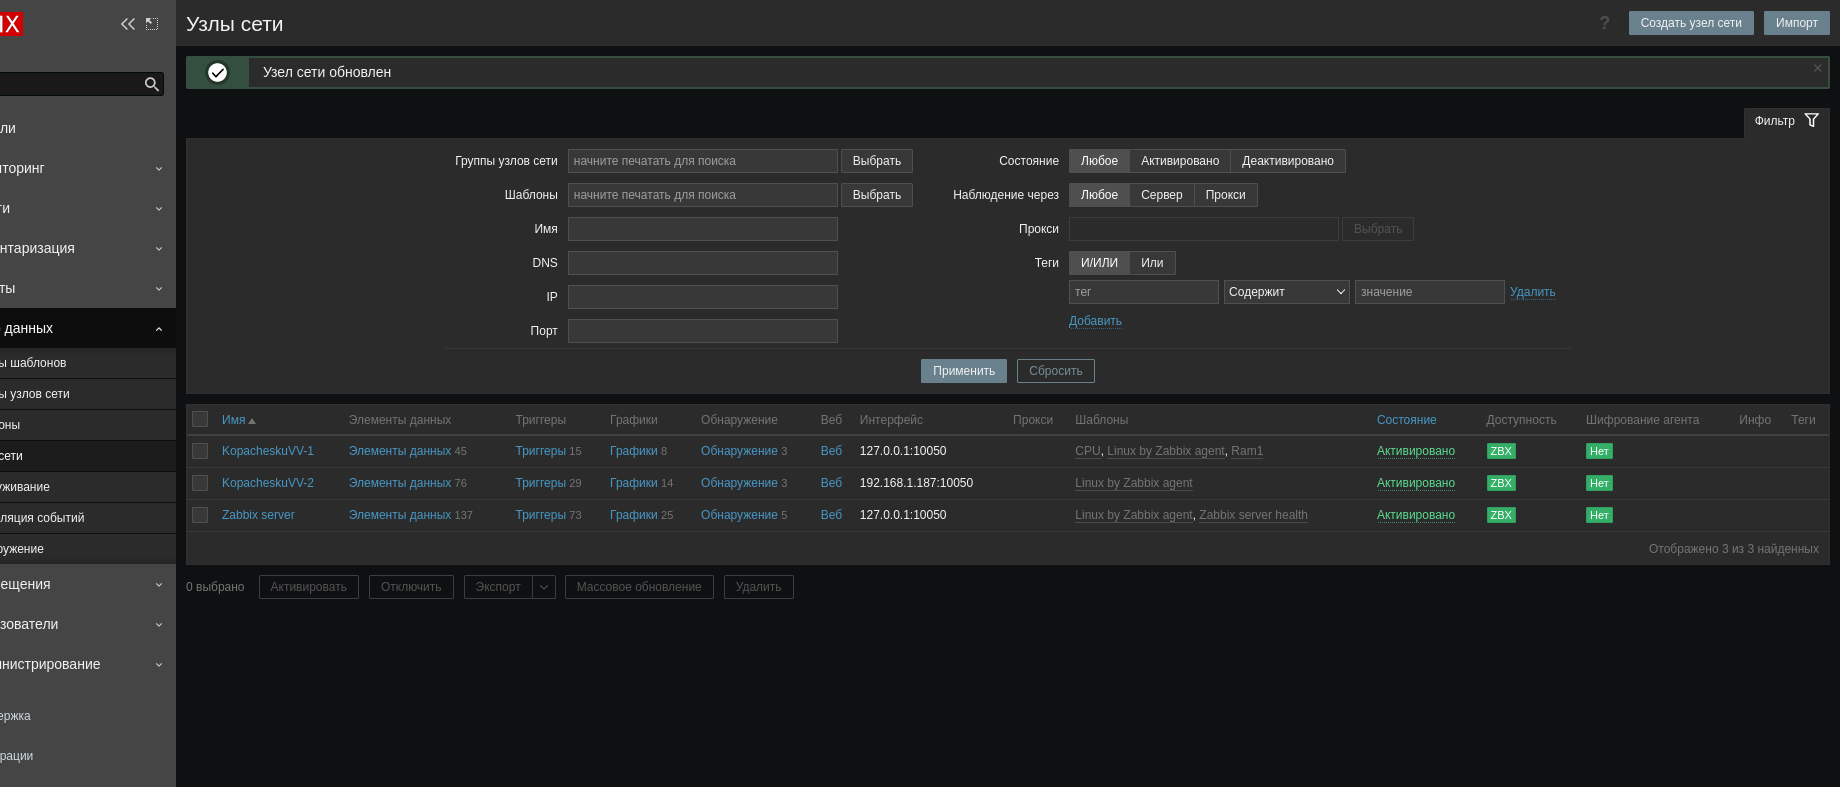 IX
Узлы сети
?
Создать узел сети
Импорт
Узел сети обновлен
Фильтр
ли
торинг
ги
нтаризация
ты
данных
ы шаблонов
ы узлов сети
оны
сети
уживание
ляция событий
ружение
ещения
зователи
нистрирование
ержка
рации
Группы узлов сети начните печатать для поиска Выбрать
Шаблоны начните печатать для поиска Выбрать
Имя
DNS
IP
Порт
Состояние Любое Активировано Деактивировано
Наблюдение через Любое Сервер Прокси
Прокси Выбрать
Теги И/ИЛИ Или
тег Содержит значение Удалить
Добавить
Применить Сбросить
Имя Элементы данных Триггеры Графики Обнаружение Веб Интерфейс Прокси Шаблоны Состояние Доступность Шифрование агента Инфо Теги
KopacheskuVV-1 Элементы данных 45 Триггеры 15 Графики 8 Обнаружение 3 Веб 127.0.0.1:10050 CPU, Linux by Zabbix agent, Ram1 Активировано ZBX Нет
KopacheskuVV-2 Элементы данных 76 Триггеры 29 Графики 14 Обнаружение 3 Веб 192.168.1.187:10050 Linux by Zabbix agent Активировано ZBX Нет
Zabbix server Элементы данных 137 Триггеры 73 Графики 25 Обнаружение 5 Веб 127.0.0.1:10050 Linux by Zabbix agent, Zabbix server health Активировано ZBX Нет
Отображено 3 из 3 найденных
0 выбрано Активировать Отключить Экспорт Массовое обновление Удалить